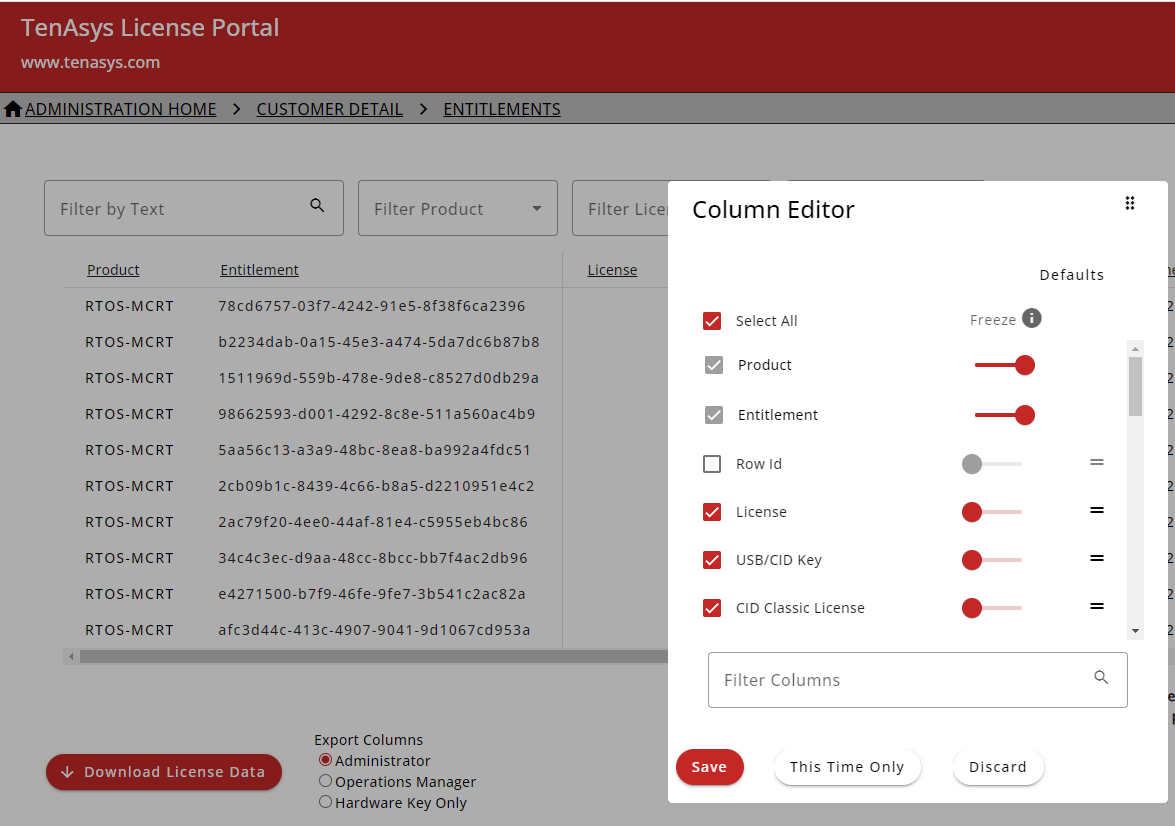 TenAsys License Portal
www.tenasys.com
ADMINISTRATION HOME > CUSTOMER DETAIL > ENTITLEMENTS
Filter by Text
Filter Product
Filter Lice
Product Entitlement License
RTOS-MCRT 78cd6757-03f7-4242-91e5-8f38f6ca2396
RTOS-MCRT b2234dab-0a15-45e3-a474-5da7dc6b87b8
RTOS-MCRT 1511969d-559b-478e-9de8-c8527d0db29a
RTOS-MCRT 98662593-d001-4292-8c8e-511a560ac4b9
RTOS-MCRT 5aa56c13-a3a9-48bc-8ea8-ba992a4fdc51
RTOS-MCRT 2cb09b1c-8439-4c66-b8a5-d2210951e4c2
RTOS-MCRT 2ac79f20-4ee0-44af-81e4-c5955eb4bc86
RTOS-MCRT 34c4c3ec-d9aa-48cc-8bcc-bb7f4ac2db96
RTOS-MCRT e4271500-b7f9-46fe-9fe7-3b541c2ac82a
RTOS-MCRT afc3d44c-413c-4907-9041-9d1067cd953a
Download License Data
Export Columns
Administrator
Operations Manager
Hardware Key Only
Column Editor
Defaults
Select All Freeze
Product
Entitlement
Row Id
License
USB/CID Key
CID Classic License
Filter Columns
Save This Time Only Discard